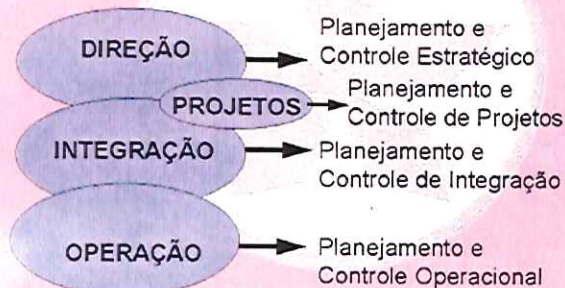 DIREÇÃO
Planejamento e
Controle Estratégico
PROJETOS
Planejamento e
Controle de Projetos
INTEGRAÇÃO
Planejamento e
Controle de Integração
OPERAÇÃO
Planejamento e
Controle Operacional